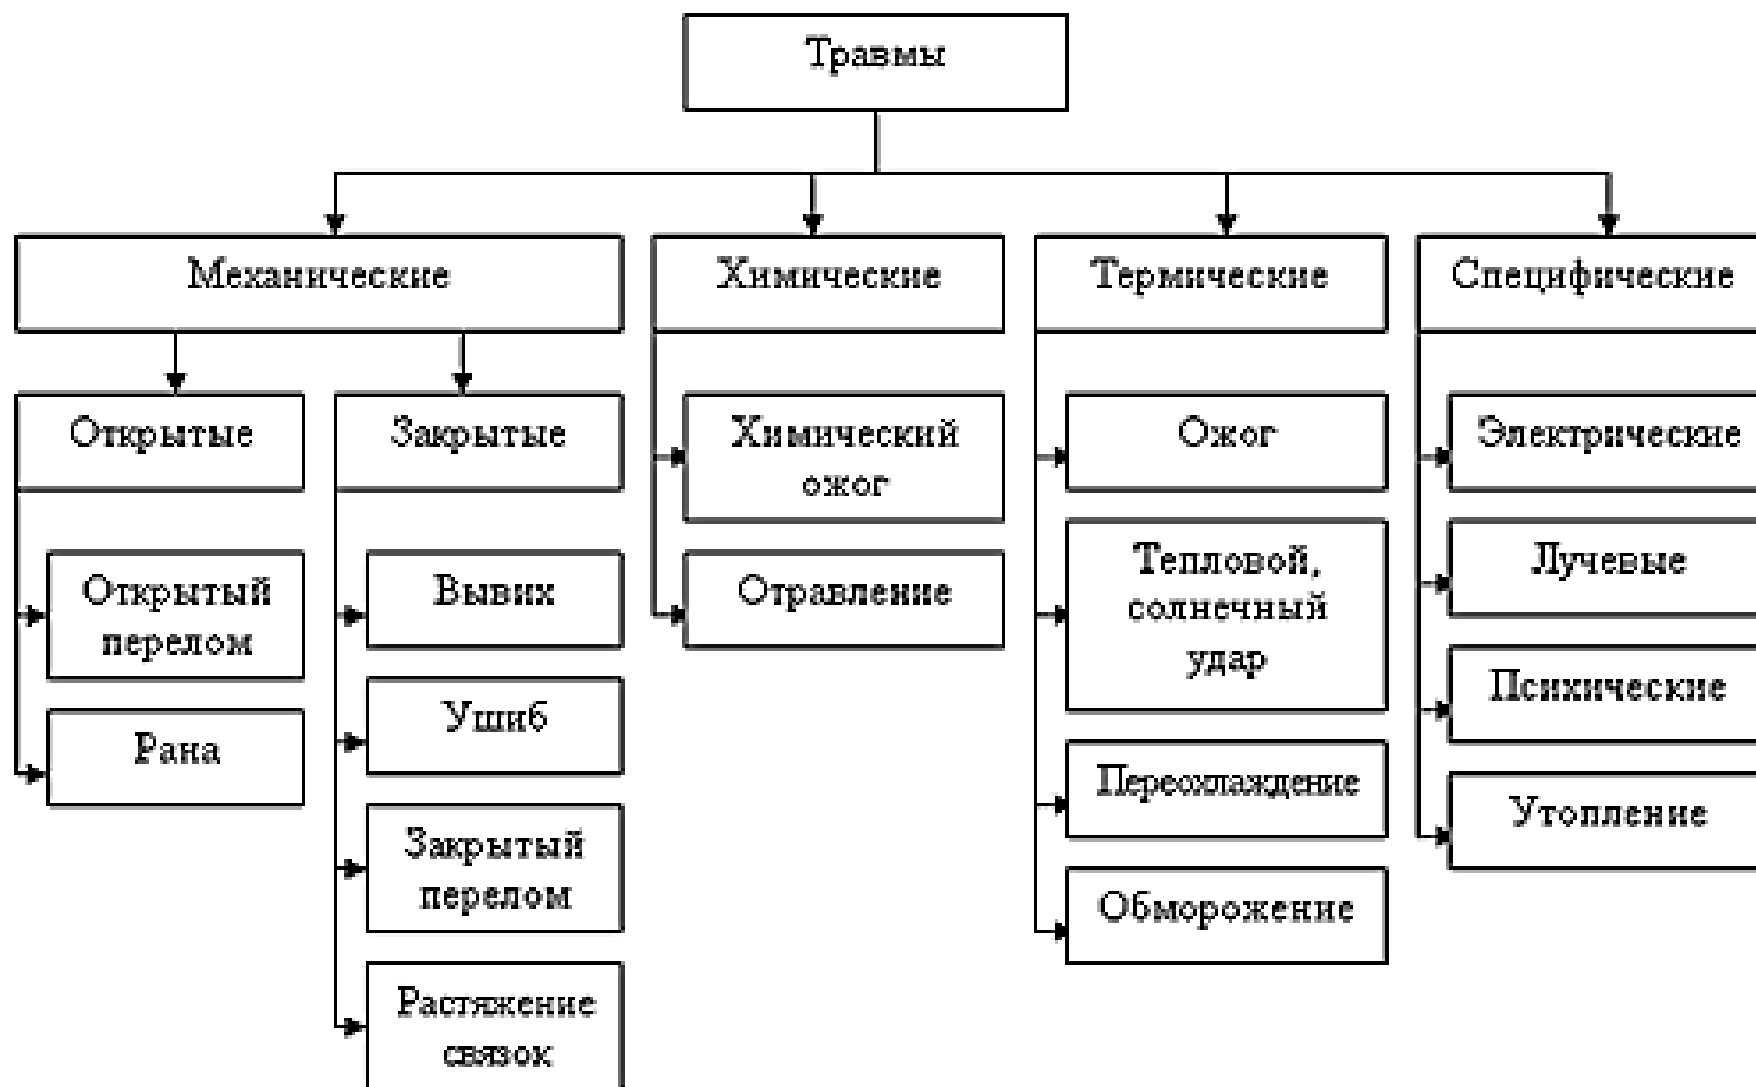 Травмы
Механические
Химические
Термические
Специфические
Открытые
Закрытые
Химический
ожог
Ожог
Электрические
Открытый
перелом
Вывих
Отравление
Тепловой,
солнечный
удар
Лучевые
Рана
Ушиб
Переохлаждение
Психические
Закрытый
перелом
Обморожение
Утопление
Растяжение
связок